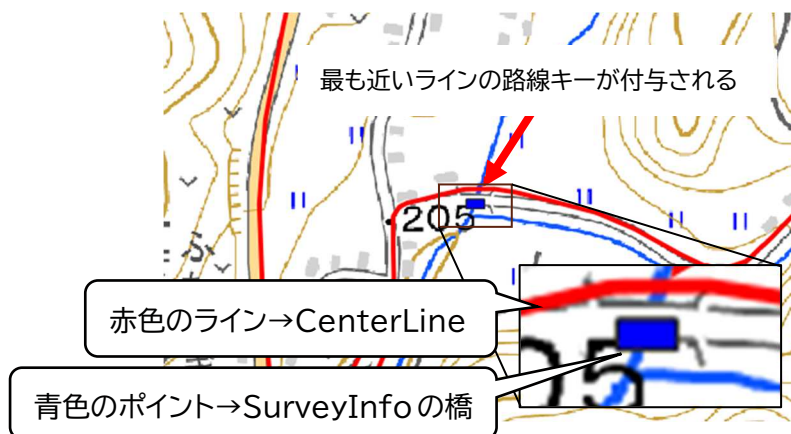 最も近いラインの路線キーが付与される
205
ふ
赤色のライン→CenterLine
05
青色のポイント→SurveyInfoの橋